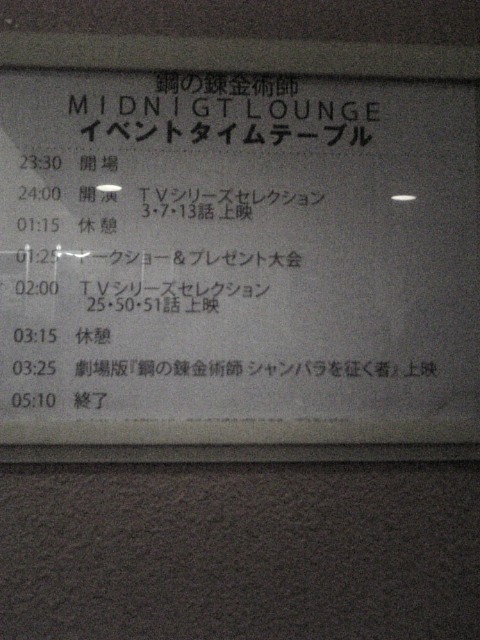 鋼の錬金術師
MIDNIGT LOUNGE
イベントタイムテーブル
23:30 開場
24:00 開演 TVシリーズセレクション
3・7・13話 上映
01:15 休憩
01:25 トークショー&プレゼント大会
02:00 TVシリーズセレクション
25・50・51話 上映
03:15 休憩
03:25 劇場版『鋼の錬金術師 シャンバラを征く者』上映
05:10 終了